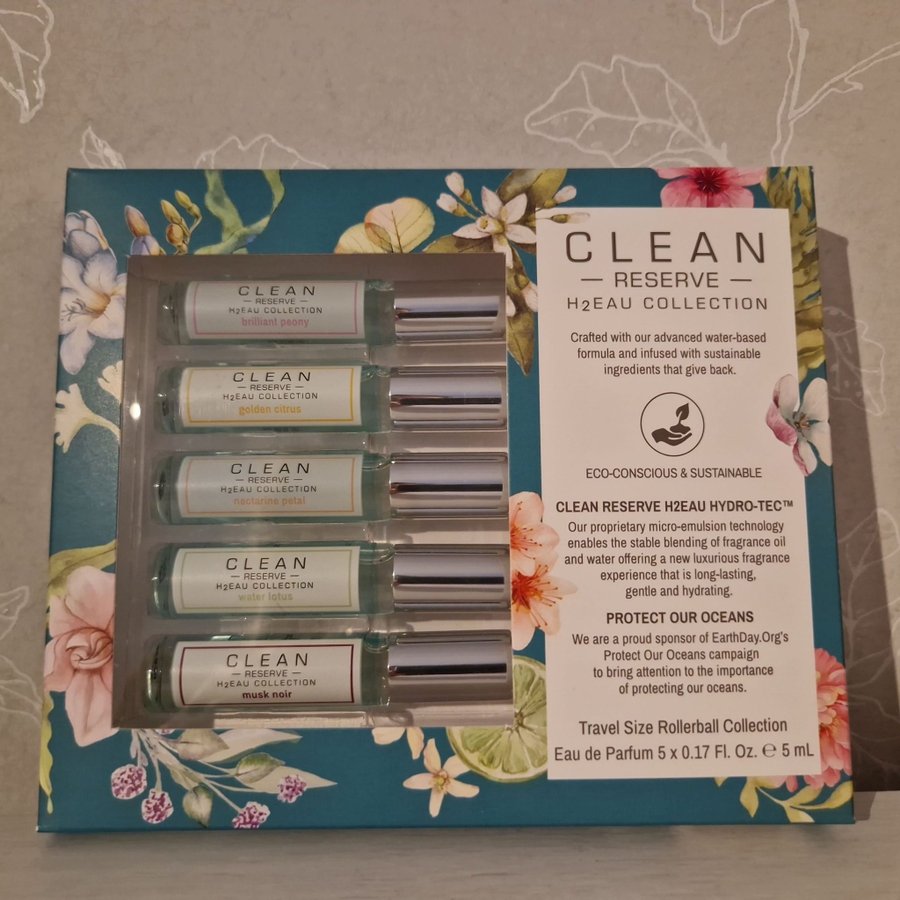 CLEAN
— RESERVE —
H2EAU COLLECTION
brilliant peony
CLEAN
— RESERVE —
H2EAU COLLECTION
golden citrus
CLEAN
— RESERVE —
H2EAU COLLECTION
nectarine petal
CLEAN
— RESERVE —
H2EAU COLLECTION
water lotus
CLEAN
— RESERVE —
H2EAU COLLECTION
musk noir
CLEAN
— RESERVE —
H2EAU COLLECTION
Crafted with our advanced water-based
formula and infused with sustainable
ingredients that give back.
ECO-CONSCIOUS & SUSTAINABLE
CLEAN RESERVE H2EAU HYDRO-TEC™
Our proprietary micro-emulsion technology
enables the stable blending of fragrance oil
and water offering a new luxurious fragrance
experience that is long-lasting,
gentle and hydrating.
PROTECT OUR OCEANS
We are a proud sponsor of EarthDay.Org's
Protect Our Oceans campaign
to bring attention to the importance
of protecting our oceans.
Travel Size Rollerball Collection
Eau de Parfum 5 x 0.17 Fl. Oz. ℮ 5 mL